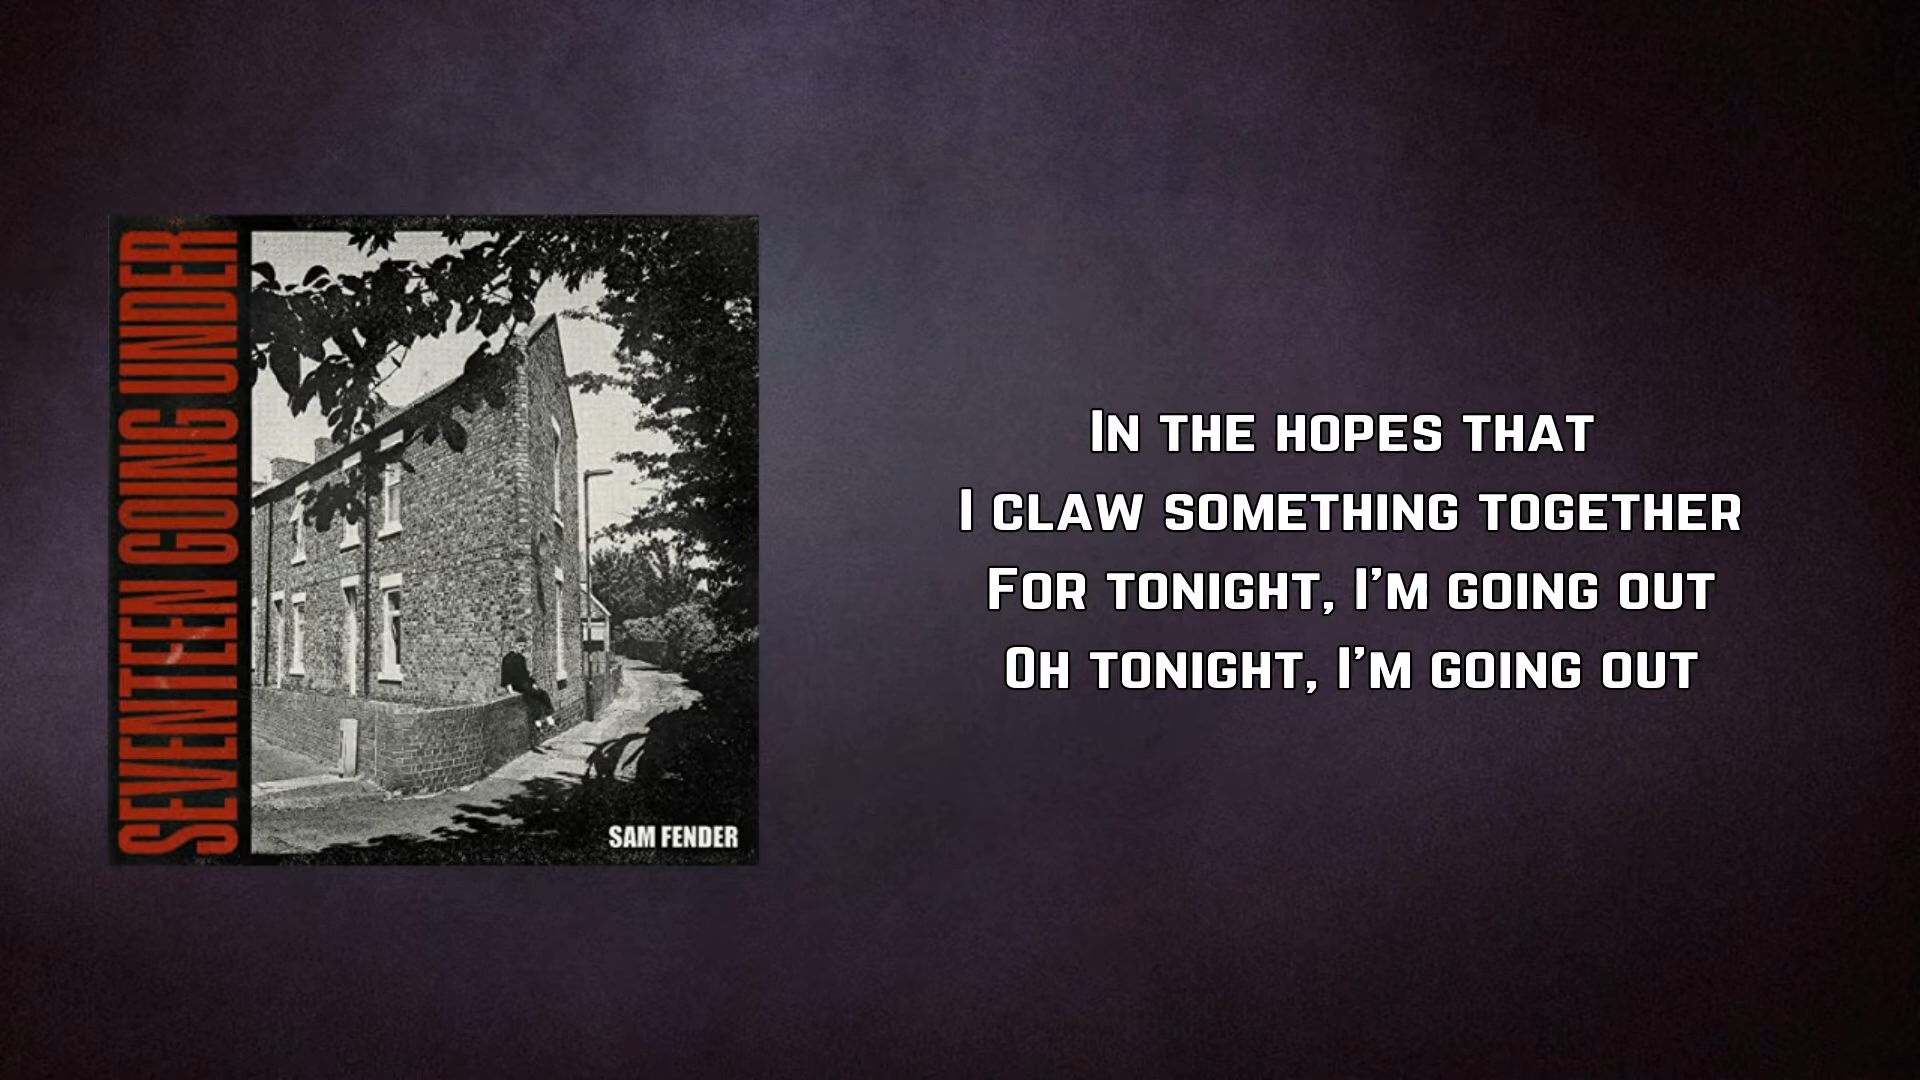 SEVENTEEN GOING UNDER
SAM FENDER
In the hopes that
I claw something together
For tonight, I'm going out
Oh tonight, I'm going out